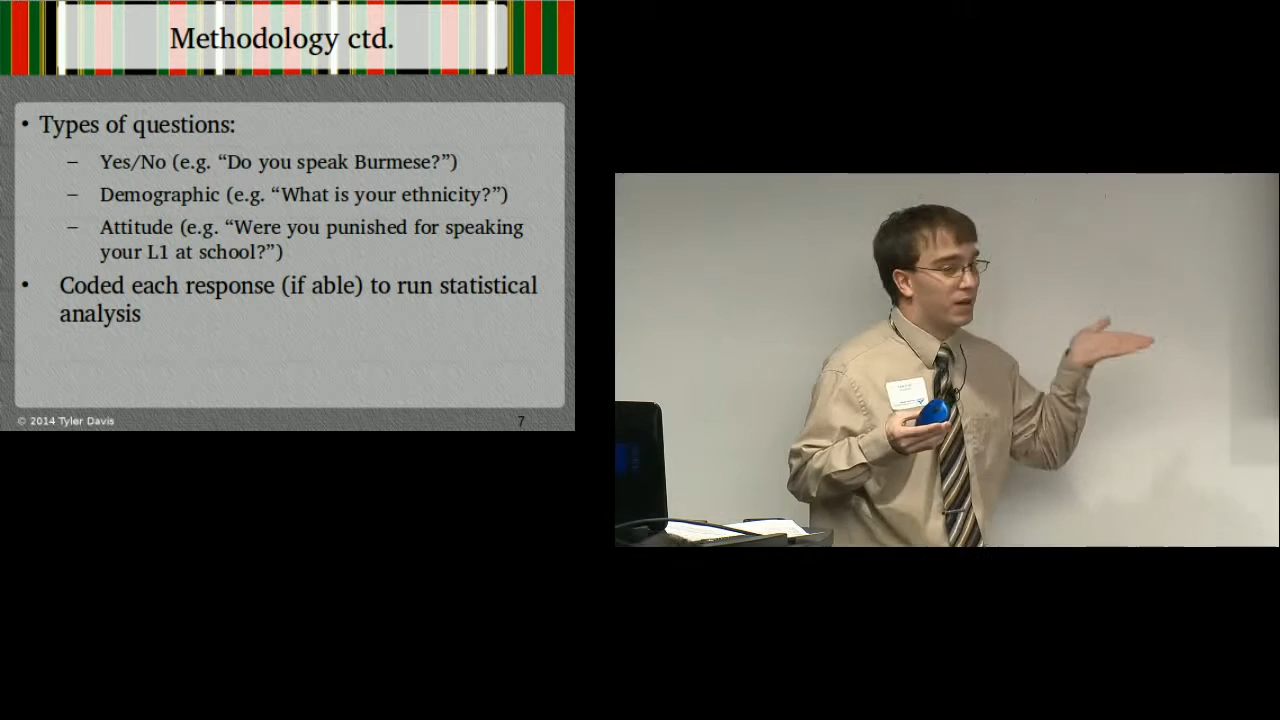 Methodology ctd.
• Types of questions:
– Yes/No (e.g. “Do you speak Burmese?”)
– Demographic (e.g. “What is your ethnicity?”)
– Attitude (e.g. “Were you punished for speaking
your L1 at school?”)
• Coded each response (if able) to run statistical
analysis
© 2014 Tyler Davis
7